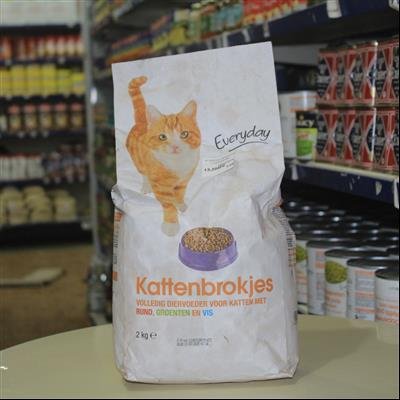 Everyday
Kattenbrokjes
VOLLEDIG DIERVOEDER VOOR KATTEN MET
RUND, GROENTEN EN VIS
2 kg e